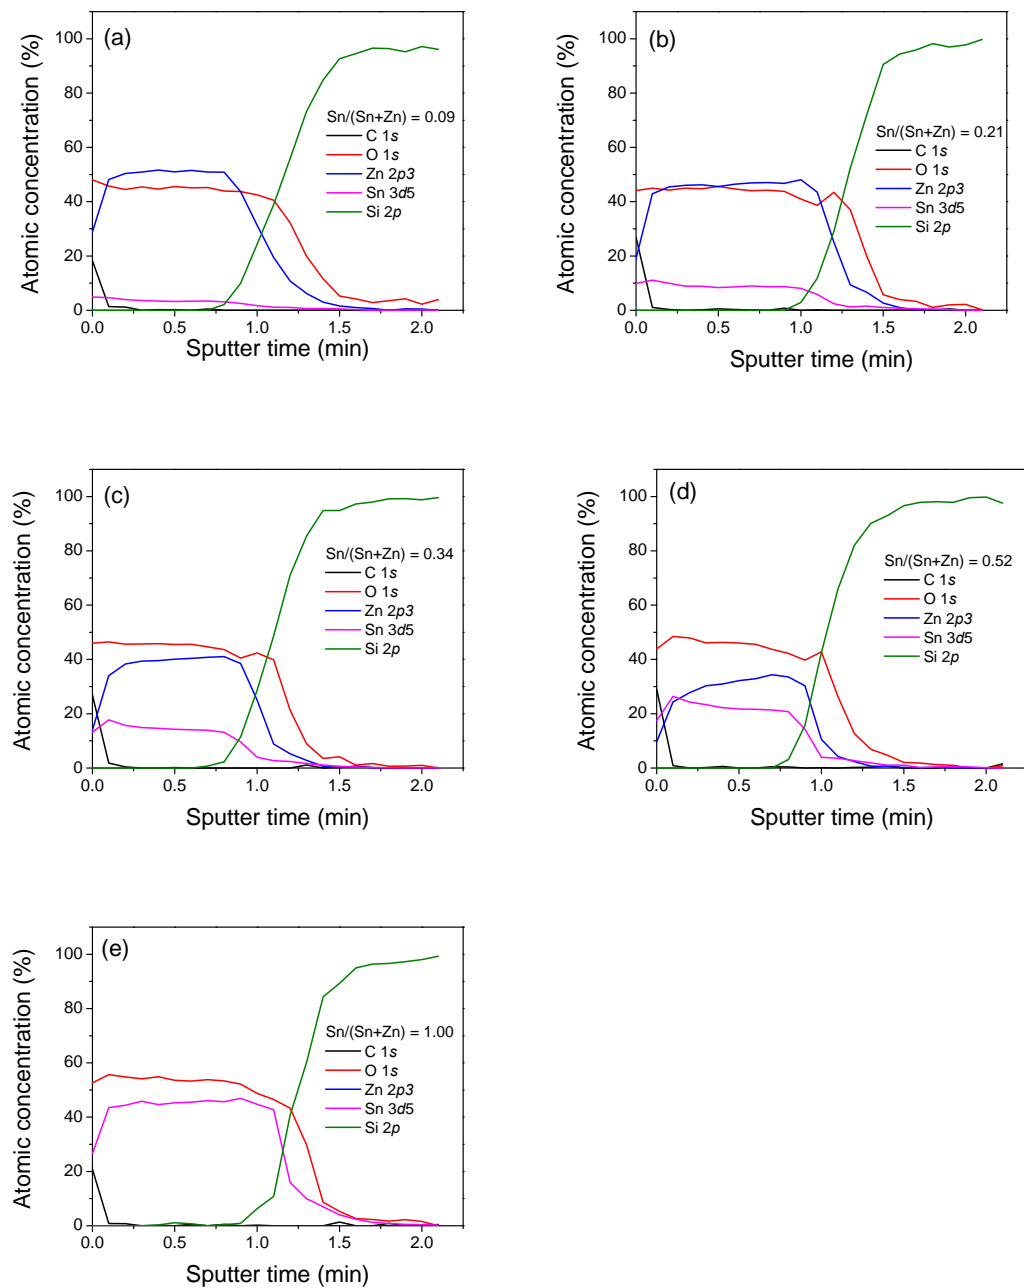 (a)
Atomic concentration (%)
100
80
60
40
20
0
Sn/(Sn+Zn) = 0.09
C 1s
O 1s
Zn 2p3
Sn 3d5
Si 2p
0.0 0.5 1.0 1.5 2.0
Sputter time (min)
(b)
Atomic concentration (%)
100
80
60
40
20
0
Sn/(Sn+Zn) = 0.21
C 1s
O 1s
Zn 2p3
Sn 3d5
Si 2p
0.0 0.5 1.0 1.5 2.0
Sputter time (min)
(c)
Atomic concentration (%)
100
80
60
40
20
0
Sn/(Sn+Zn) = 0.34
C 1s
O 1s
Zn 2p3
Sn 3d5
Si 2p
0.0 0.5 1.0 1.5 2.0
Sputter time (min)
(d)
Atomic concentration (%)
100
80
60
40
20
0
Sn/(Sn+Zn) = 0.52
C 1s
O 1s
Zn 2p3
Sn 3d5
Si 2p
0.0 0.5 1.0 1.5 2.0
Sputter time (min)
(e)
Atomic concentration (%)
100
80
60
40
20
0
Sn/(Sn+Zn) = 1.00
C 1s
O 1s
Zn 2p3
Sn 3d5
Si 2p
0.0 0.5 1.0 1.5 2.0
Sputter time (min)